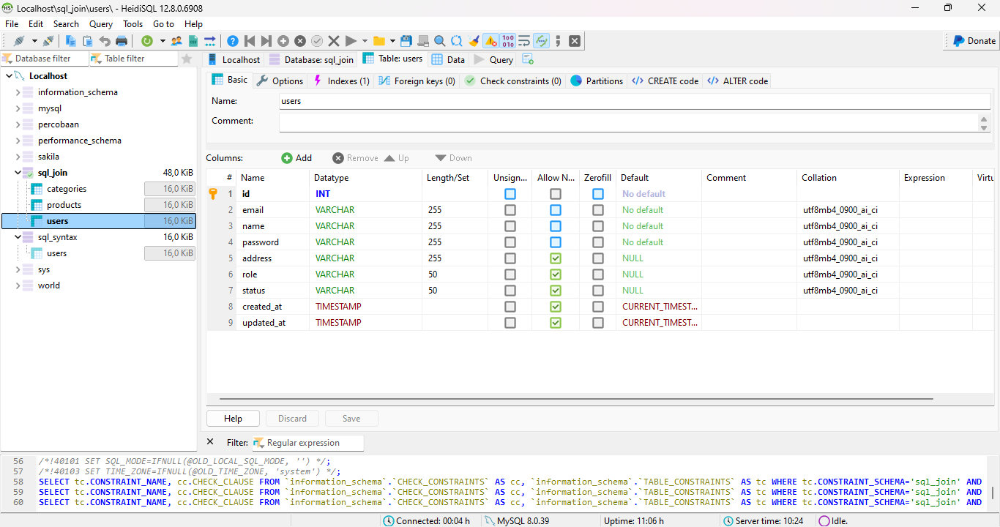 HS Localhost\sql_join\users\ - HeidiSQL 12.8.0.6908
File Edit Search Query Tools Go to Help
Donate
Database filter Table filter
Localhost Database: sql_join Table: users Data Query
Localhost
information_schema
mysql
percobaan
performance_schema
sakila
sql_join 48,0 KiB
categories 16,0 KiB
products 16,0 KiB
users 16,0 KiB
sql_syntax 16,0 KiB
users 16,0 KiB
sys
world
Basic Options Indexes (1) Foreign keys (0) Check constraints (0) Partitions CREATE code ALTER code
Name: users
Comment:
Columns: Add Remove Up Down
# Name Datatype Length/Set Unsign... Allow N... Zerofill Default Comment Collation Expression Virtu
1 id INT No default
2 email VARCHAR 255 No default utf8mb4_0900_ai_ci
3 name VARCHAR 255 No default utf8mb4_0900_ai_ci
4 password VARCHAR 255 No default utf8mb4_0900_ai_ci
5 address VARCHAR 255 NULL utf8mb4_0900_ai_ci
6 role VARCHAR 50 NULL utf8mb4_0900_ai_ci
7 status VARCHAR 50 NULL utf8mb4_0900_ai_ci
8 created_at TIMESTAMP CURRENT_TIMEST...
9 updated_at TIMESTAMP CURRENT_TIMEST...
Help Discard Save
Filter: Regular expression
56 /*!40101 SET SQL_MODE=IFNULL(@OLD_LOCAL_SQL_MODE, '') */;
57 /*!40103 SET TIME_ZONE=IFNULL(@OLD_TIME_ZONE, 'system') */;
58 SELECT tc.CONSTRAINT_NAME, cc.CHECK_CLAUSE FROM `information_schema`.`CHECK_CONSTRAINTS` AS cc, `information_schema`.`TABLE_CONSTRAINTS` AS tc WHERE tc.CONSTRAINT_SCHEMA='sql_join' AND
59 SELECT tc.CONSTRAINT_NAME, cc.CHECK_CLAUSE FROM `information_schema`.`CHECK_CONSTRAINTS` AS cc, `information_schema`.`TABLE_CONSTRAINTS` AS tc WHERE tc.CONSTRAINT_SCHEMA='sql_join' AND
60 SELECT tc.CONSTRAINT_NAME, cc.CHECK_CLAUSE FROM `information_schema`.`CHECK_CONSTRAINTS` AS cc, `information_schema`.`TABLE_CONSTRAINTS` AS tc WHERE tc.CONSTRAINT_SCHEMA='sql_join' AND
Connected: 00:04 h MySQL 8.0.39 Uptime: 11:06 h Server time: 10:24 Idle.